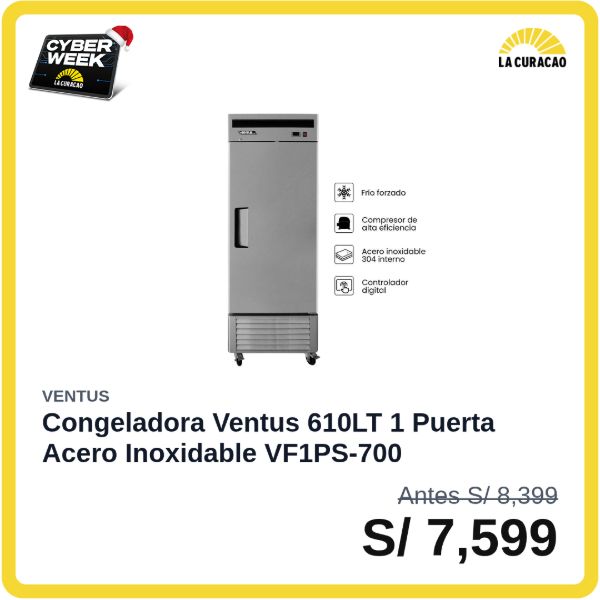 CYBER
WEEK
LA CURACAO
LA CURACAO
Frío forzado
Compresor de
alta eficiencia
Acero inoxidable
304 interno
Controlador
digital
VENTUS
Congeladora Ventus 610LT 1 Puerta
Acero Inoxidable VF1PS-700
Antes S/ 8,399
S/ 7,599